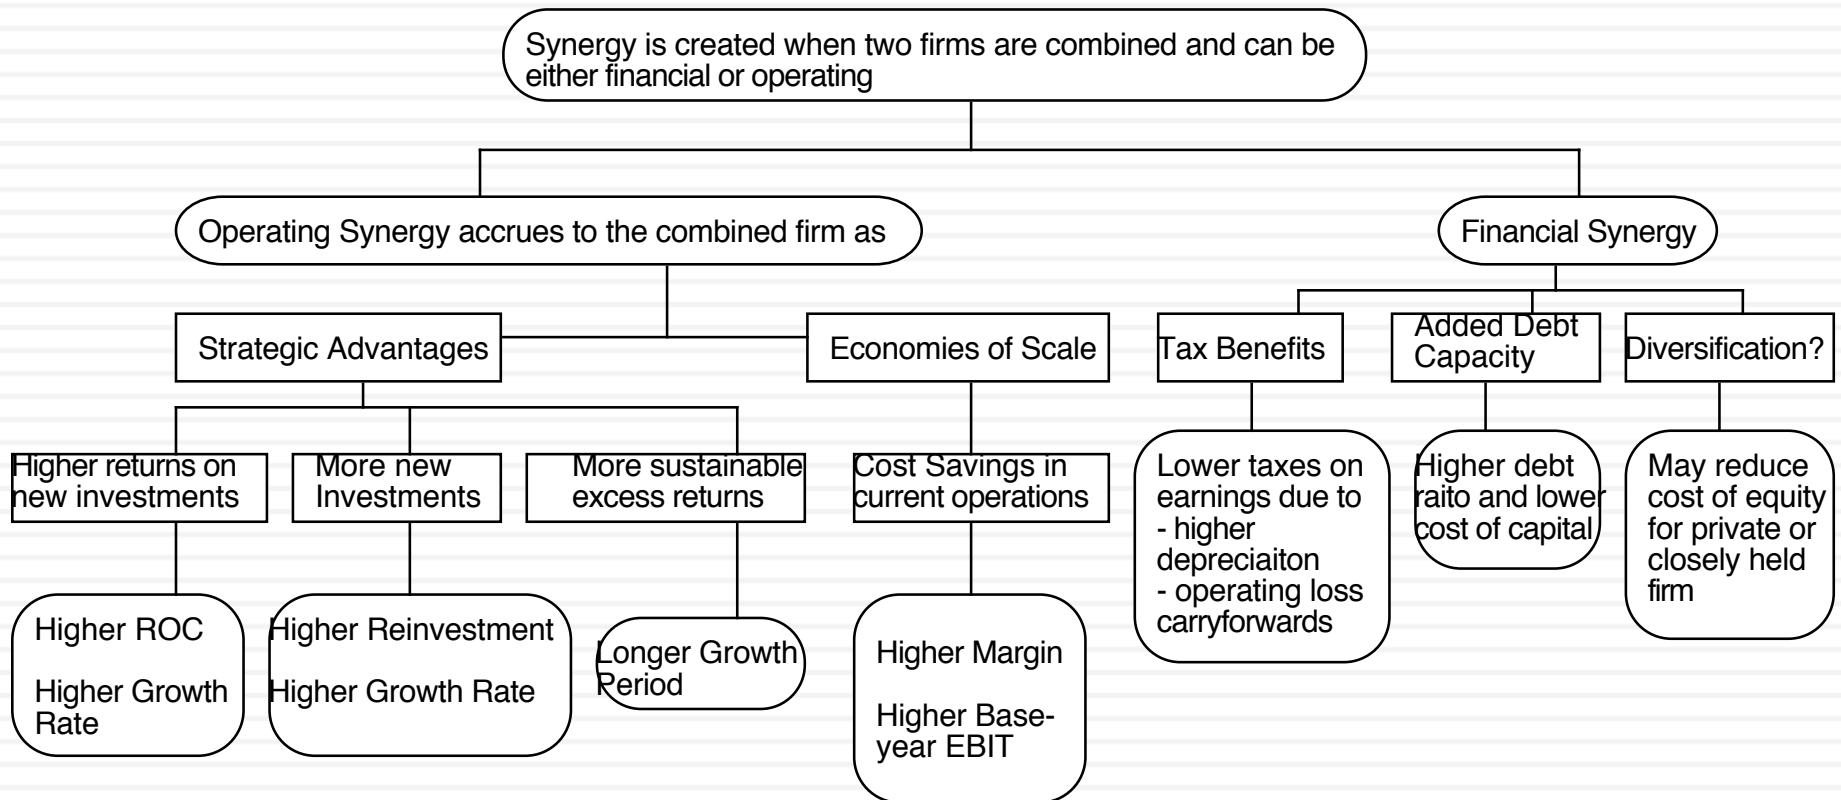 Synergy is created when two firms are combined and can be
either financial or operating
Operating Synergy accrues to the combined firm as
Financial Synergy
Strategic Advantages
Economies of Scale
Tax Benefits
Added Debt
Capacity
Diversification?
Higher returns on
new investments
More new
Investments
More sustainable
excess returns
Cost Savings in
current operations
Lower taxes on
earnings due to
- higher
depreciaiton
- operating loss
carryforwards
Higher debt
raito and lower
cost of capital
May reduce
cost of equity
for private or
closely held
firm
Higher ROC
Higher Growth
Rate
Higher Reinvestment
Higher Growth Rate
Longer Growth
Period
Higher Margin
Higher Base-
year EBIT